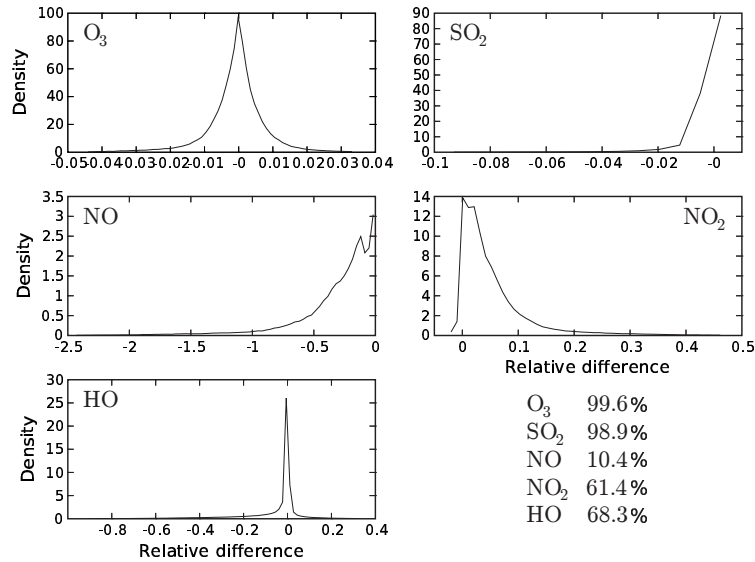 O3
Density
100
80
60
40
20
0
-0.05 -0.04 -0.03 -0.02 -0.01 -0 0.01 0.02 0.03 0.04
SO2
90
80
70
60
50
40
30
20
10
0
-0.1 -0.08 -0.06 -0.04 -0.02 -0
NO
Density
3.5
3
2.5
2
1.5
1
0.5
0
-2.5 -2 -1.5 -1 -0.5 0
NO2
14
12
10
8
6
4
2
0
0 0.1 0.2 0.3 0.4 0.5
Relative difference
HO
Density
30
25
20
15
10
5
0
-0.8 -0.6 -0.4 -0.2 0 0.2 0.4
Relative difference
O3 99.6%
SO2 98.9%
NO 10.4%
NO2 61.4%
HO 68.3%